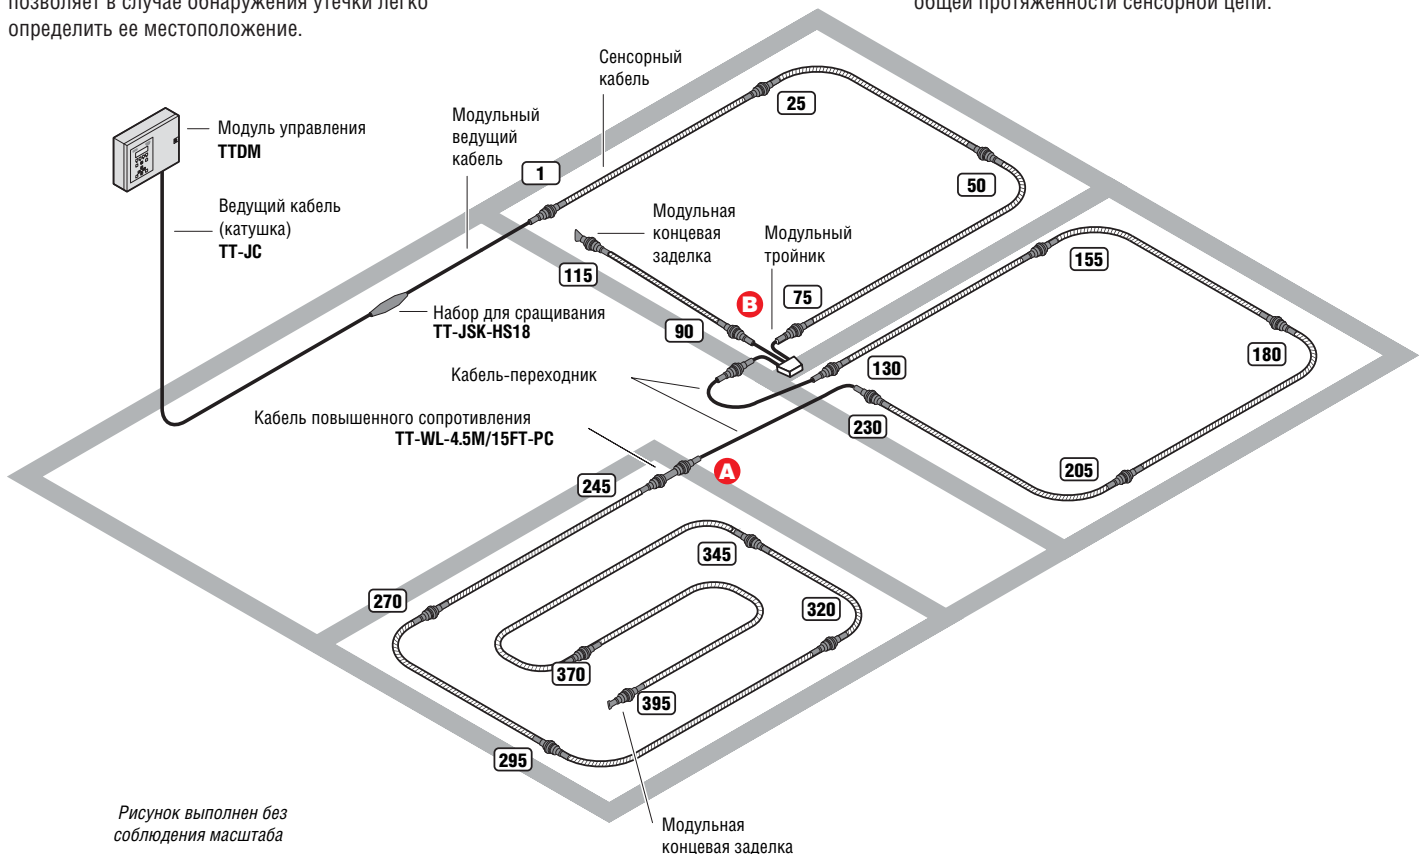 позволяет в случае обнаружения утечки легко
определить ее местоположение.
общей протяженности сенсорной цепи.
Сенсорный
кабель
25
Модульный
ведущий
кабель
Модуль управления
TTDM
1
50
Ведущий кабель
(катушка)
TT-JC
Модульная
концевая
заделка
Модульный
тройник
155
115
B
75
Набор для сращивания
TT-JSK-HS18
90
180
Кабель-переходник
130
Кабель повышенного сопротивления
TT-WL-4.5M/15FT-PC
230
A
205
245
345
270
320
370
395
295
Рисунок выполнен без
соблюдения масштаба
Модульная
концевая заделка